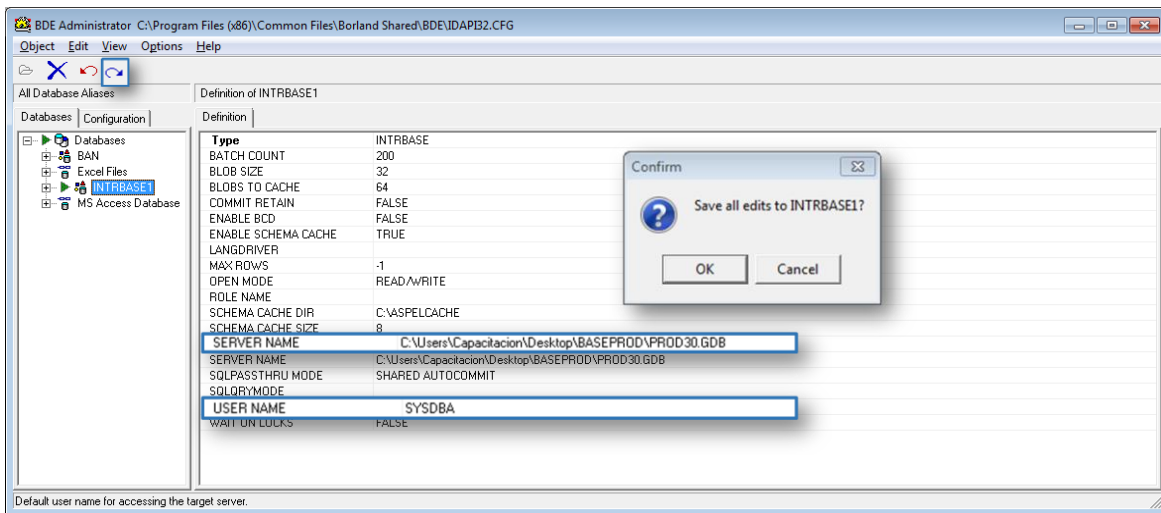 BDE Administrator C:\Program Files (x86)\Common Files\Borland Shared\BDE\IDAPI32.CFG
Object Edit View Options Help
All Database Aliases
Definition of INTRBASE1
Databases Configuration
Definition
Databases
BAN
Excel Files
INTRBASE1
MS Access Database
Type INTRBASE
BATCH COUNT 200
BLOB SIZE 32
BLOBS TO CACHE 64
COMMIT RETAIN FALSE
ENABLE BCD FALSE
ENABLE SCHEMA CACHE TRUE
LANGDRIVER
MAX ROWS -1
OPEN MODE READ/WRITE
ROLE NAME
SCHEMA CACHE DIR C:\ASPELCACHE
SCHEMA CACHE SIZE 8
SERVER NAME C:\Users\Capacitacion\Desktop\BASEPROD\PROD30.GDB
SERVER NAME C:\Users\Capacitacion\Desktop\BASEPROD\PROD30.GDB
SQLPASSTHRU MODE SHARED AUTOCOMMIT
SQLQRYMODE
USER NAME SYSDBA
WAIT ON LOCKS FALSE
Confirm
Save all edits to INTRBASE1?
OK Cancel
Default user name for accessing the target server.